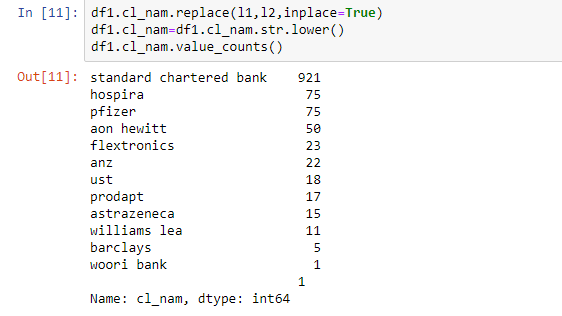 In [11]: df1.cl_nam.replace(l1,l2,inplace=True)
df1.cl_nam=df1.cl_nam.str.lower()
df1.cl_nam.value_counts()
Out[11]: standard chartered bank    921
hospira                     75
pfizer                      75
aon hewitt                  50
flextronics                 23
anz                         22
ust                         18
prodapt                     17
astrazeneca                 15
williams lea                11
barclays                     5
woori bank                   1
                           1
Name: cl_nam, dtype: int64